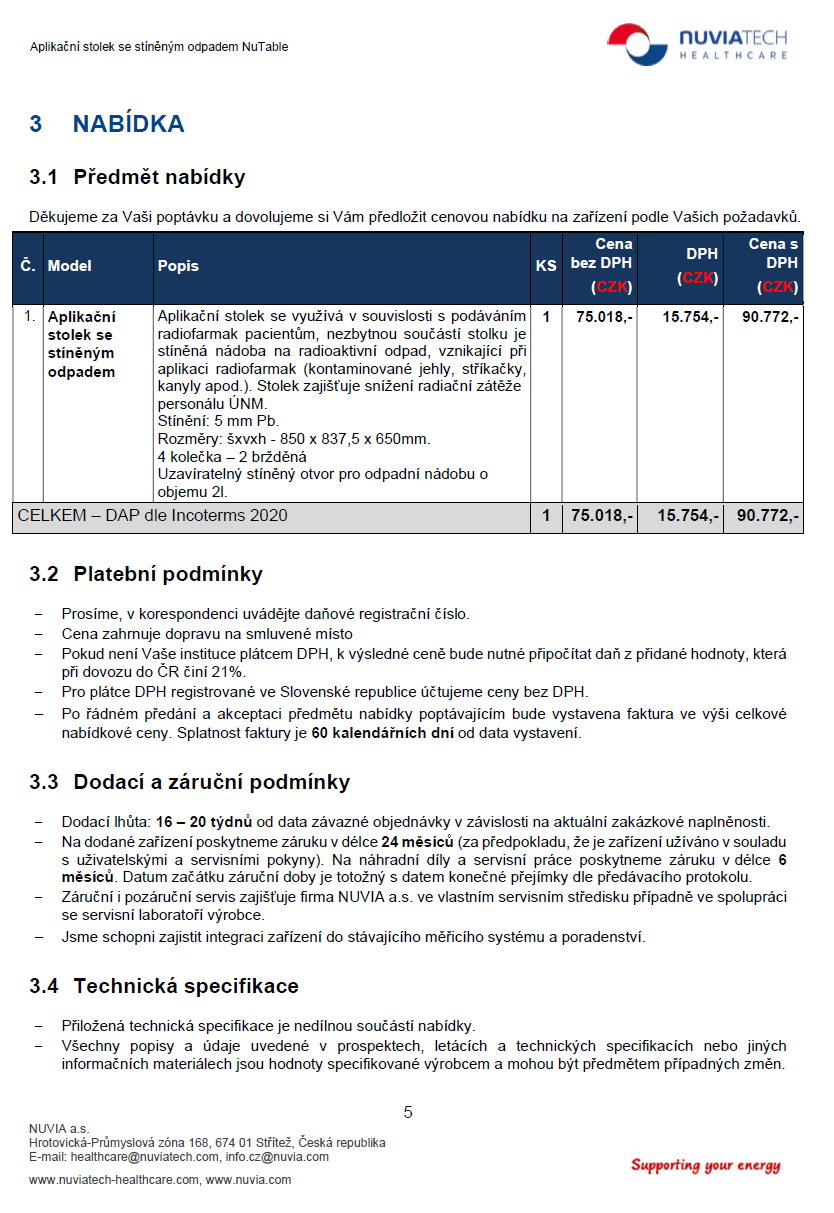 Aplikační stolek se stíněným odpadem NuTable
NUVIATECH
HEALTHCARE
3 NABÍDKA
3.1 Předmět nabídky
Děkujeme za Vaši poptávku a dovolujeme si Vám předložit cenovou nabídku na zařízení podle Vašich požadavků.
Č. Model Popis KS Cena bez DPH (CZK) DPH (CZK) Cena s DPH (CZK)
1. Aplikační stolek se stíněným odpadem
Aplikační stolek se využívá v souvislosti s podáváním
radiofarmak pacientům, nezbytnou součástí stolku je
stíněná nádoba na radioaktivní odpad, vznikající při
aplikaci radiofarmak (kontaminované jehly, stříkačky,
kanyly apod.). Stolek zajišťuje snížení radiační zátěže
personálu ÚNM.
Stínění: 5 mm Pb.
Rozměry: šxvxh - 850 x 837,5 x 650mm.
4 kolečka – 2 bržděná
Uzavíratelný stíněný otvor pro odpadní nádobu o
objemu 2l.
1 75.018,- 15.754,- 90.772,-
CELKEM – DAP dle Incoterms 2020 1 75.018,- 15.754,- 90.772,-
3.2 Platební podmínky
– Prosíme, v korespondenci uvádějte daňové registrační číslo.
– Cena zahrnuje dopravu na smluvené místo
– Pokud není Vaše instituce plátcem DPH, k výsledné ceně bude nutné připočítat daň z přidané hodnoty, která
při dovozu do ČR činí 21%.
– Pro plátce DPH registrované ve Slovenské republice účtujeme ceny bez DPH.
– Po řádném předání a akceptaci předmětu nabídky poptávajícím bude vystavena faktura ve výši celkové
nabídkové ceny. Splatnost faktury je 60 kalendářních dní od data vystavení.
3.3 Dodací a záruční podmínky
– Dodací lhůta: 16 – 20 týdnů od data závazné objednávky v závislosti na aktuální zakázkové naplněnosti.
– Na dodané zařízení poskytneme záruku v délce 24 měsíců (za předpokladu, že je zařízení užíváno v souladu
s uživatelskými a servisními pokyny). Na náhradní díly a servisní práce poskytneme záruku v délce 6
měsíců. Datum začátku záruční doby je totožný s datem konečné přejímky dle předávacího protokolu.
– Záruční i pozáruční servis zajišťuje firma NUVIA a.s. ve vlastním servisním středisku případně ve spolupráci
se servisní laboratoří výrobce.
– Jsme schopni zajistit integraci zařízení do stávajícího měřicího systému a poradenství.
3.4 Technická specifikace
– Přiložená technická specifikace je nedílnou součástí nabídky.
– Všechny popisy a údaje uvedené v prospektech, letácích a technických specifikacích nebo jiných
informačních materiálech jsou hodnoty specifikované výrobcem a mohou být předmětem případných změn.
5
NUVIA a.s.
Hrotovická-Průmyslová zóna 168, 674 01 Střítež, Česká republika
E-mail: healthcare@nuviatech.com, info.cz@nuvia.com
www.nuviatech-healthcare.com, www.nuvia.com
Supporting your energy